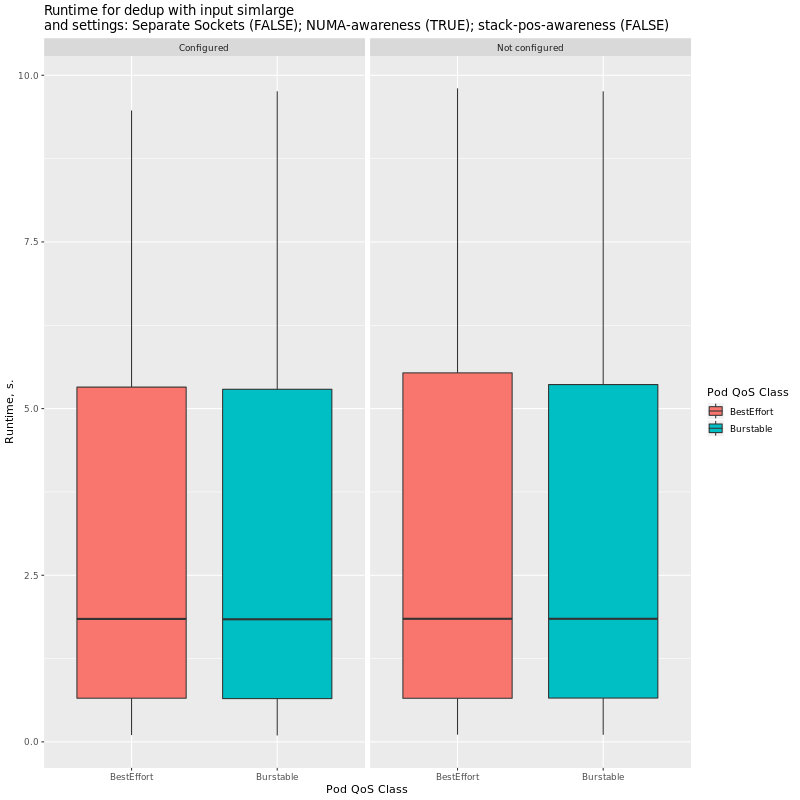 Runtime for dedup with input simlarge
and settings: Separate Sockets (FALSE); NUMA-awareness (TRUE); stack-pos-awareness (FALSE)
Configured
Not configured
10.0
7.5
5.0
2.5
0.0
Runtime, s.
BestEffort
Burstable
BestEffort
Burstable
Pod QoS Class
Pod QoS Class
BestEffort
Burstable